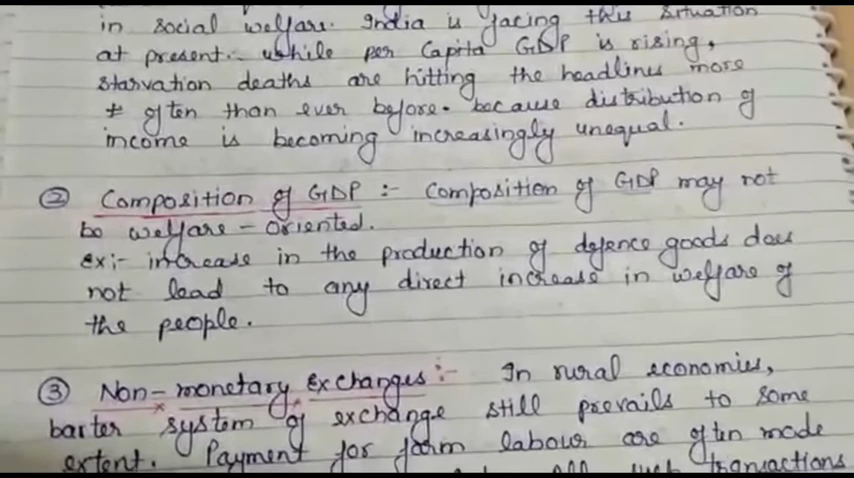 in social welfare. India is facing this situation
at present :- while per Capita GDP is rising,
starvation deaths are hitting the headlines more
often than ever before. because distribution of
income is becoming increasingly unequal.
② Composition of GDP :- Composition of GDP may not
be welfare - oriented.
Ex:- increase in the production of defence goods does
not lead to any direct increase in welfare of
the people.
③ Non-monetary Exchanges :- In rural economies,
barter system of exchange still prevails to some
extent. Payment for farm labour are often made
all such transactions